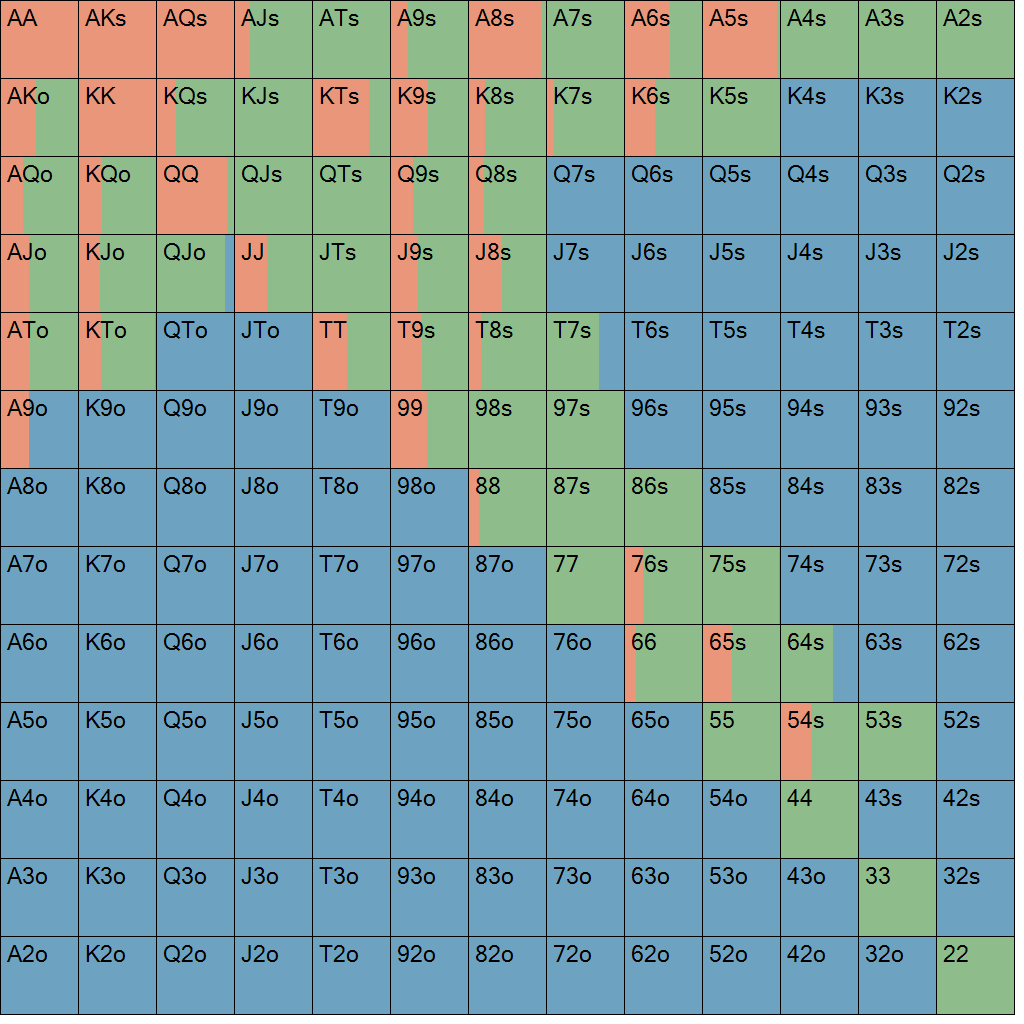 AA AKs AQs AJs ATs A9s A8s A7s A6s A5s A4s A3s A2s
AKo KK KQs KJs KTs K9s K8s K7s K6s K5s K4s K3s K2s
AQo KQo QQ QJs QTs Q9s Q8s Q7s Q6s Q5s Q4s Q3s Q2s
AJo KJo QJo JJ JTs J9s J8s J7s J6s J5s J4s J3s J2s
ATo KTo QTo JTo TT T9s T8s T7s T6s T5s T4s T3s T2s
A9o K9o Q9o J9o T9o 99 98s 97s 96s 95s 94s 93s 92s
A8o K8o Q8o J8o T8o 98o 88 87s 86s 85s 84s 83s 82s
A7o K7o Q7o J7o T7o 97o 87o 77 76s 75s 74s 73s 72s
A6o K6o Q6o J6o T6o 96o 86o 76o 66 65s 64s 63s 62s
A5o K5o Q5o J5o T5o 95o 85o 75o 65o 55 54s 53s 52s
A4o K4o Q4o J4o T4o 94o 84o 74o 64o 54o 44 43s 42s
A3o K3o Q3o J3o T3o 93o 83o 73o 63o 53o 43o 33 32s
A2o K2o Q2o J2o T2o 92o 82o 72o 62o 52o 42o 32o 22